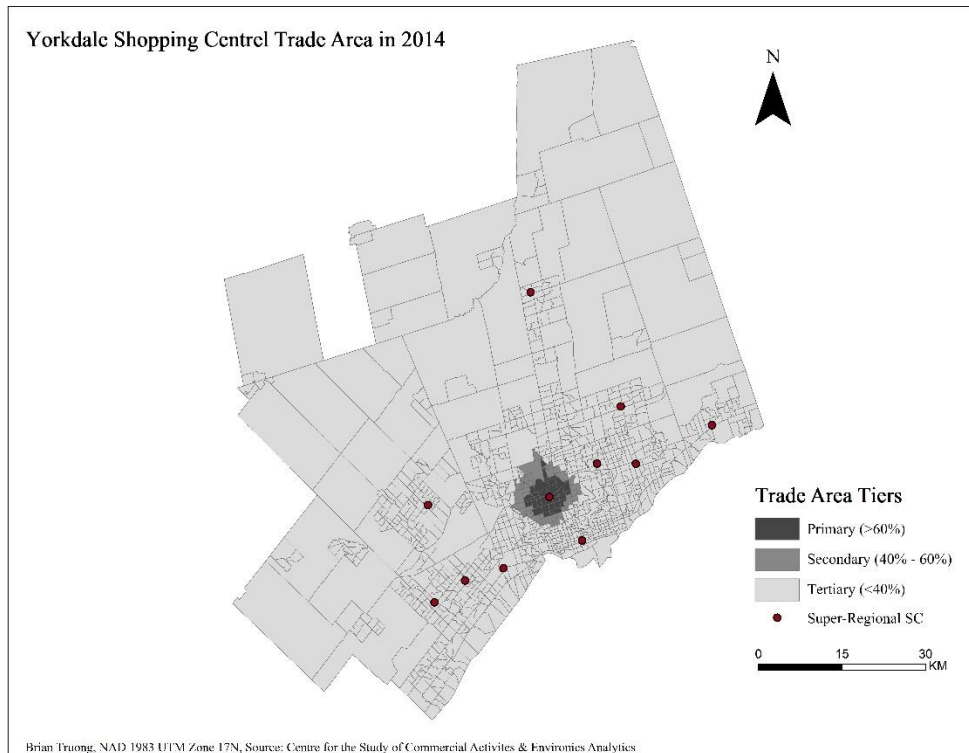 Yorkdale Shopping Centrel Trade Area in 2014
N
Trade Area Tiers
Primary (>60%)
Secondary (40% - 60%)
Tertiary (<40%)
Super-Regional SC
0 15 30
KM
Brian Truong, NAD 1983 UTM Zone 17N, Source: Centre for the Study of Commercial Activites & Environics Analytics